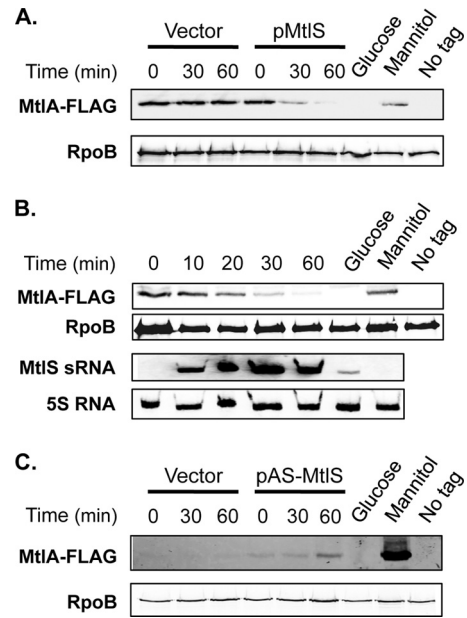 A.
Vector pMtlS Glucose Mannitol No tag
Time (min) 0 30 60 0 30 60
MtlA-FLAG
RpoB
B.
Glucose Mannitol No tag
Time (min) 0 10 20 30 60
MtlA-FLAG
RpoB
MtlS sRNA
5S RNA
C.
Vector pAS-MtlS Glucose Mannitol No tag
Time (min) 0 30 60 0 30 60
MtlA-FLAG
RpoB